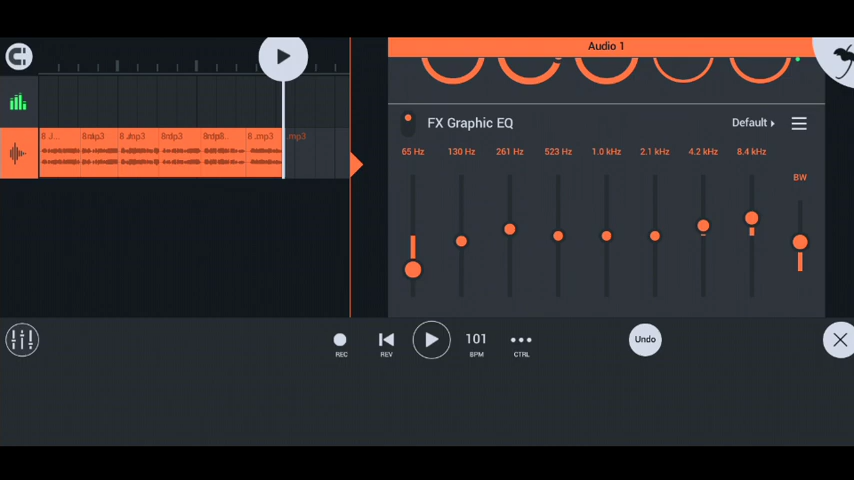 Audio 1
FX Graphic EQ
Default
65 Hz 130 Hz 261 Hz 523 Hz 1.0 kHz 2.1 kHz 4.2 kHz 8.4 kHz
BW
.mp3
101
Undo
REC REV BPM CTRL